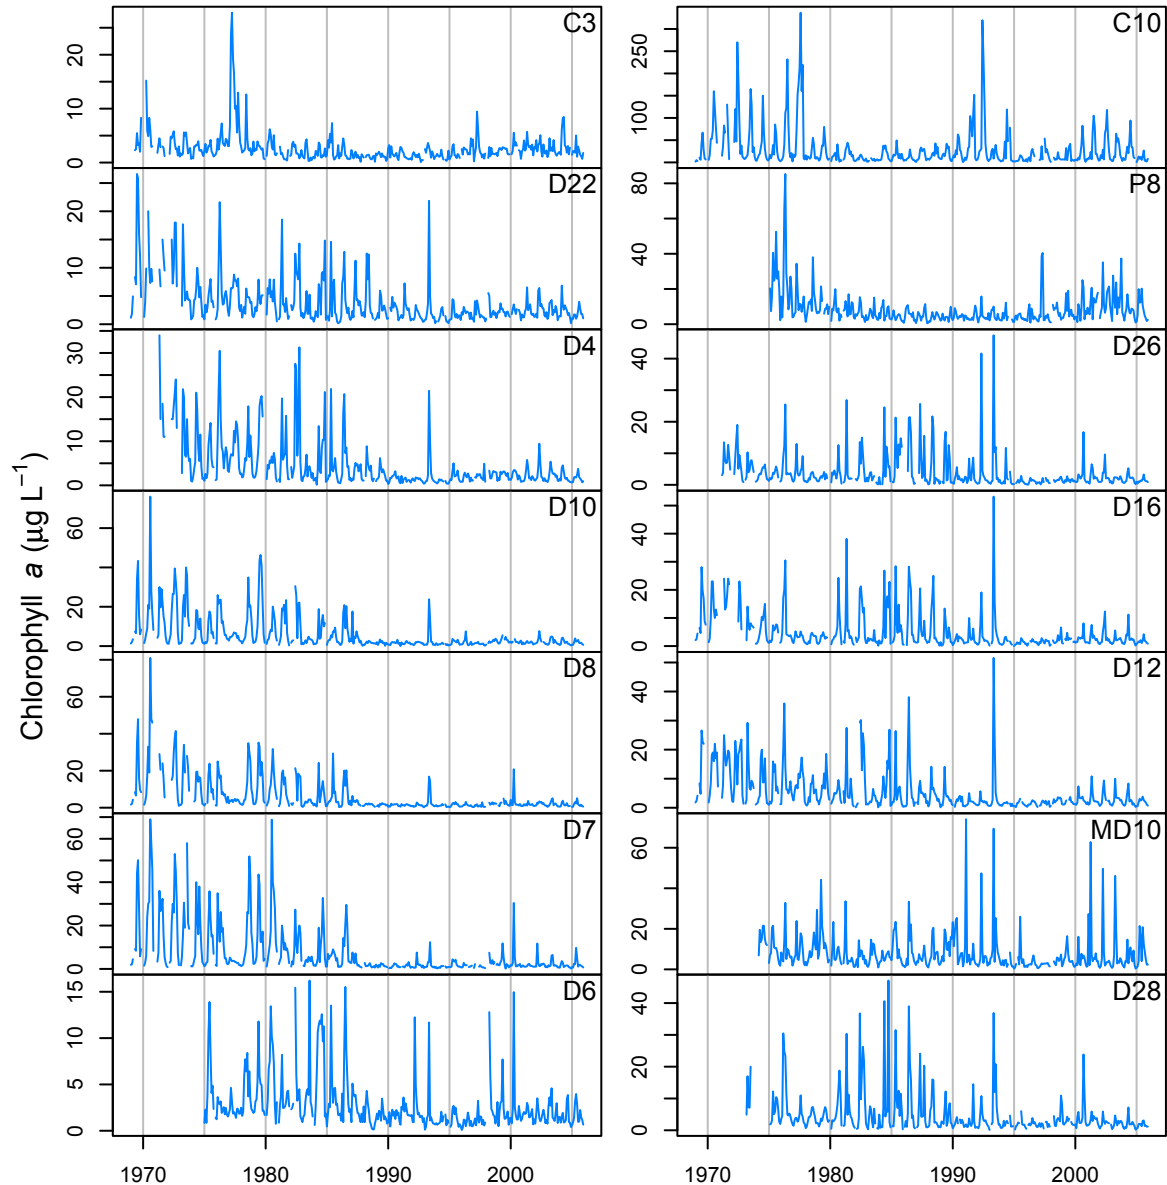 Chlorophyll a (µg L−1)
C3
0 10 20
D22
0 10 20
D4
0 10 20 30
D10
0 20 60
D8
0 20 60
D7
0 20 40 60
D6
0 5 10 15
1970 1980 1990 2000
C10
100 250
P8
0 40 80
D26
0 20 40
D16
0 20 40
D12
0 20 40
MD10
0 20 60
D28
0 20 40
1970 1980 1990 2000